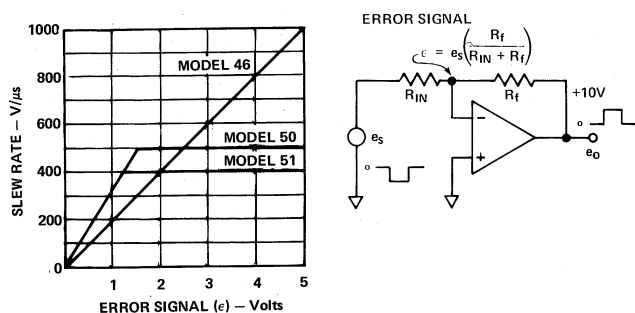 1000
800
600
400
200
0
1
2
3
4
5
SLEW RATE – V/μs
ERROR SIGNAL (ϵ) – Volts
MODEL 46
MODEL 50
MODEL 51
ERROR SIGNAL
ϵ = eS (Rf / RIN + Rf)
RIN
Rf
+10V
o
–
+
eS
o
eO